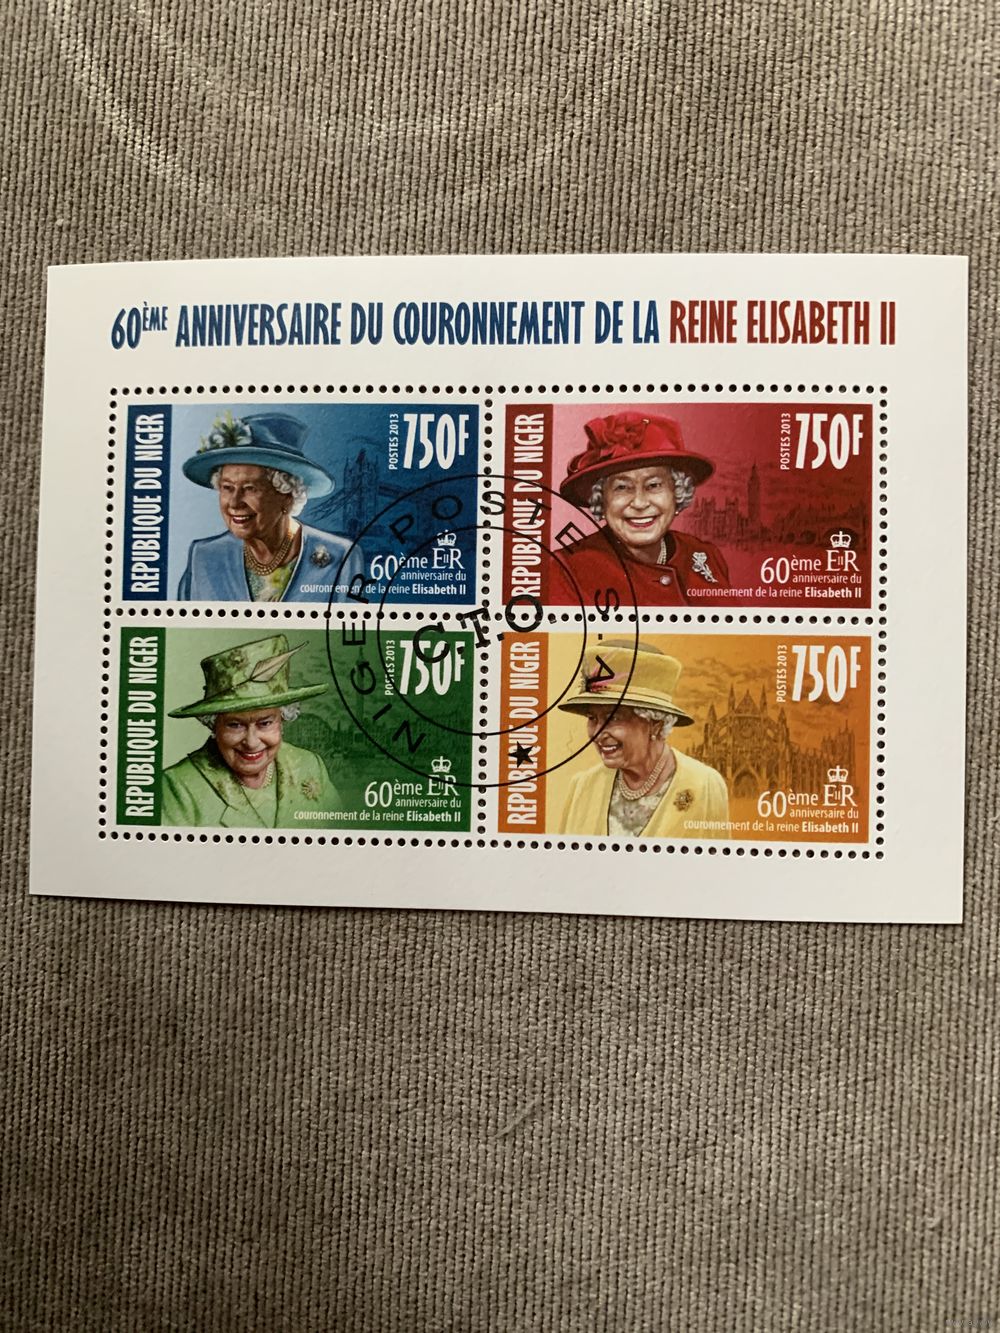 60ÈME ANNIVERSAIRE DU COURONNEMENT DE LA REINE ELISABETH II
REPUBLIQUE DU NIGER
POSTES 2013
750F
60ème EIIR
anniversaire du
couronnement de la reine Elisabeth II
REPUBLIQUE DU NIGER
POSTES 2013
750F
60ème EIIR
anniversaire du
couronnement de la reine Elisabeth II
REPUBLIQUE DU NIGER
POSTES 2013
750F
60ème EIIR
anniversaire du
couronnement de la reine Elisabeth II
REPUBLIQUE DU NIGER
POSTES 2013
750F
60ème EIIR
anniversaire du
couronnement de la reine Elisabeth II
NIGER POSTE S.A
C.T.O.